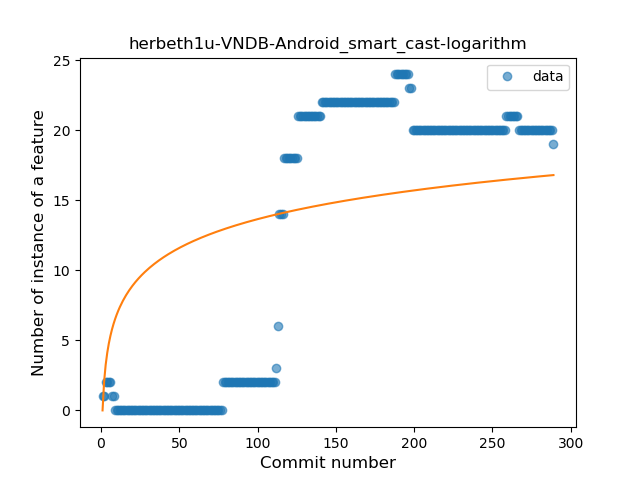 herbeth1u-VNDB-Android_smart_cast-logarithm
data
Number of instance of a feature
25
20
15
10
5
0
0 50 100 150 200 250 300
Commit number